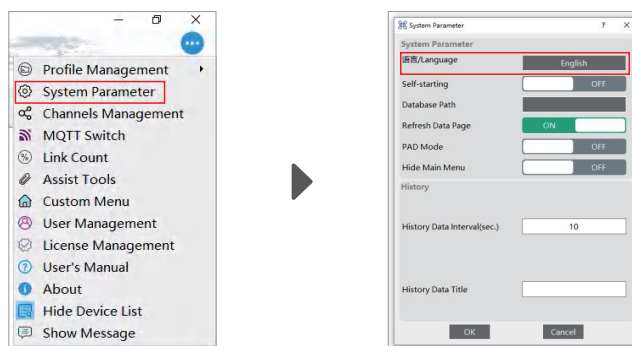 Profile Management
System Parameter
Channels Management
MQTT Switch
Link Count
Assist Tools
Custom Menu
User Management
License Management
User's Manual
About
Hide Device List
Show Message
System Parameter
System Parameter
语言/Language English
Self-starting OFF
Database Path
Refresh Data Page ON
PAD Mode OFF
Hide Main Menu OFF
History
History Data Interval(sec.) 10
History Data Title
OK Cancel